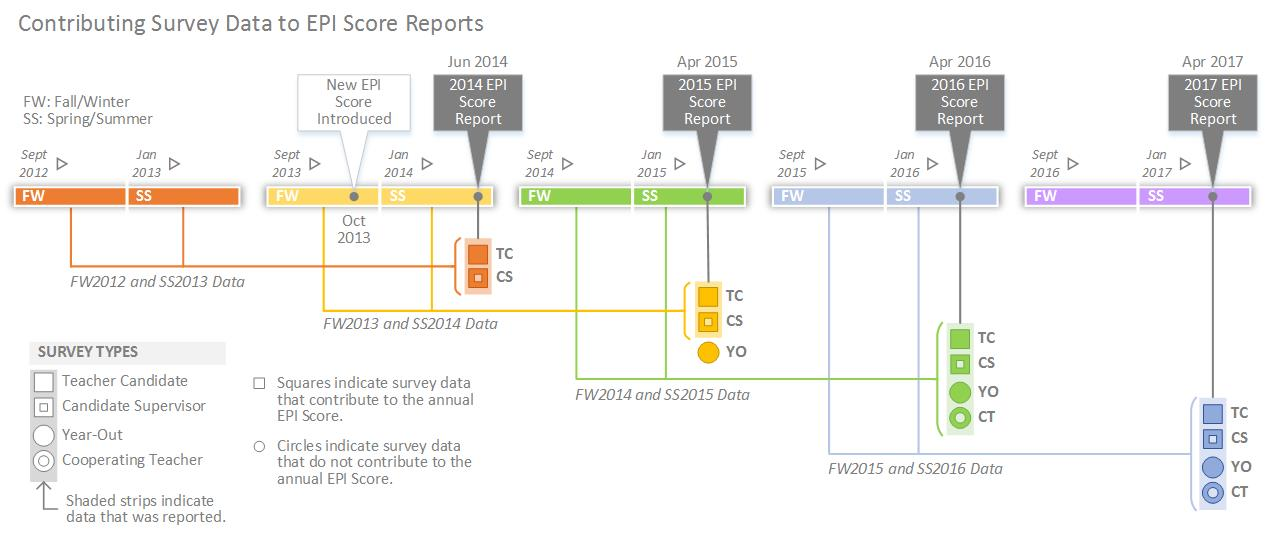 Contributing Survey Data to EPI Score Reports
FW: Fall/Winter
SS: Spring/Summer
New EPI
Score
Introduced
Jun 2014
2014 EPI
Score
Report
Apr 2015
2015 EPI
Score
Report
Apr 2016
2016 EPI
Score
Report
Apr 2017
2017 EPI
Score
Report
Sept
2012
Jan
2013
Sept
2013
Jan
2014
Sept
2014
Jan
2015
Sept
2015
Jan
2016
Sept
2016
Jan
2017
FW
SS
FW
SS
FW
SS
FW
SS
FW
SS
Oct
2013
TC
CS
FW2012 and SS2013 Data
TC
CS
YO
FW2013 and SS2014 Data
TC
CS
YO
CT
FW2014 and SS2015 Data
TC
CS
YO
CT
FW2015 and SS2016 Data
SURVEY TYPES
Teacher Candidate
Candidate Supervisor
Year-Out
Cooperating Teacher
Shaded strips indicate
data that was reported.
Squares indicate survey data
that contribute to the annual
EPI Score.
Circles indicate survey data
that do not contribute to the
annual EPI Score.